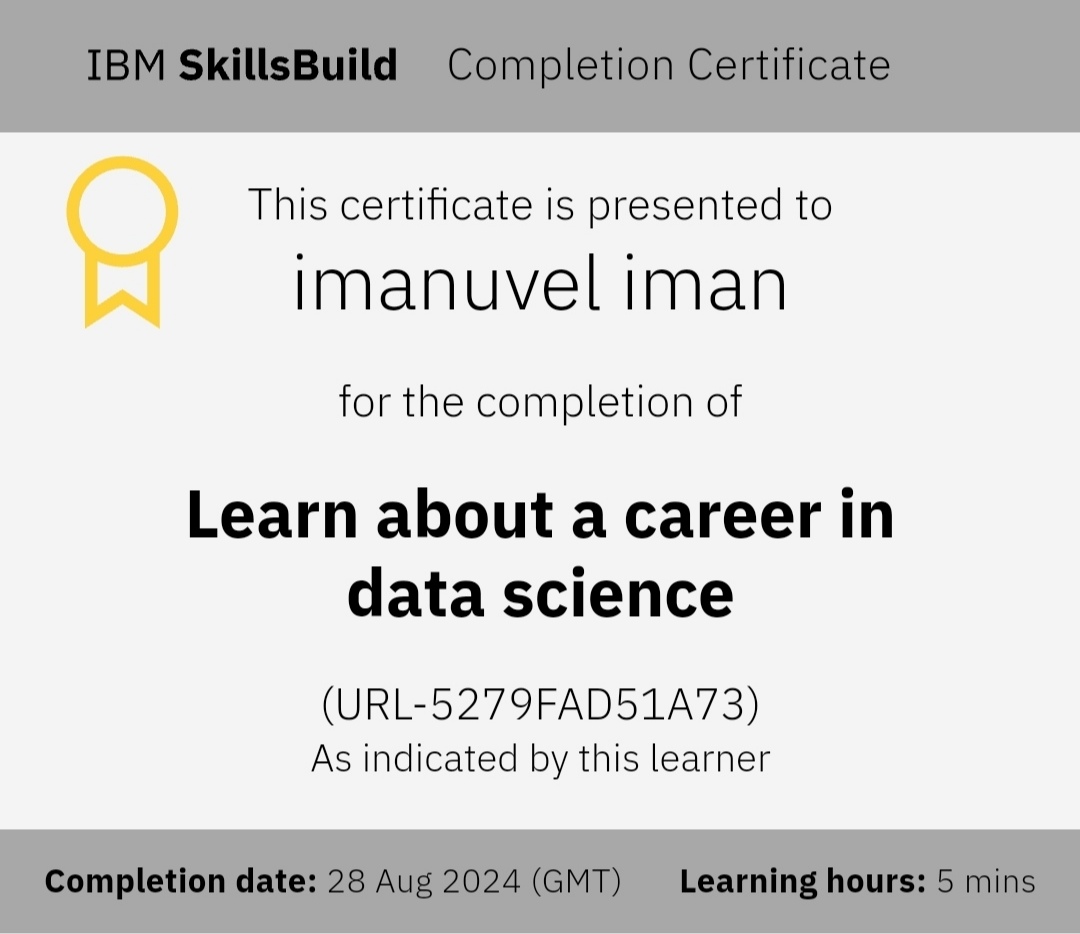 IBM SkillsBuild Completion Certificate
This certificate is presented to
imanuvel iman
for the completion of
Learn about a career in
data science
(URL-5279FAD51A73)
As indicated by this learner
Completion date: 28 Aug 2024 (GMT) Learning hours: 5 mins